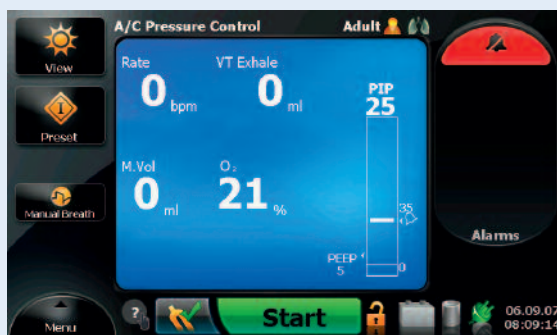 A/C Pressure Control Adult
View
Preset
Manual Breath
Menu
Rate
0 bpm
VT Exhale
0 ml
M.Vol
0 ml
O₂
21 %
PIP
25
35
PEEP
5
0
Alarms
?
Start
06.09.07
08:09:14